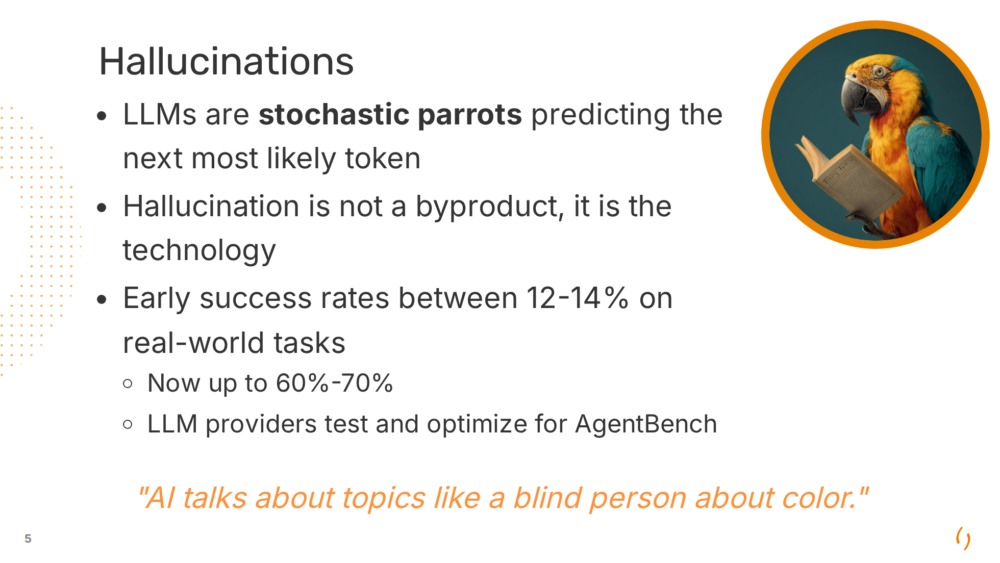 Hallucinations
• LLMs are stochastic parrots predicting the
next most likely token
• Hallucination is not a byproduct, it is the
technology
• Early success rates between 12-14% on
real-world tasks
○ Now up to 60%-70%
○ LLM providers test and optimize for AgentBench
"AI talks about topics like a blind person about color."
5